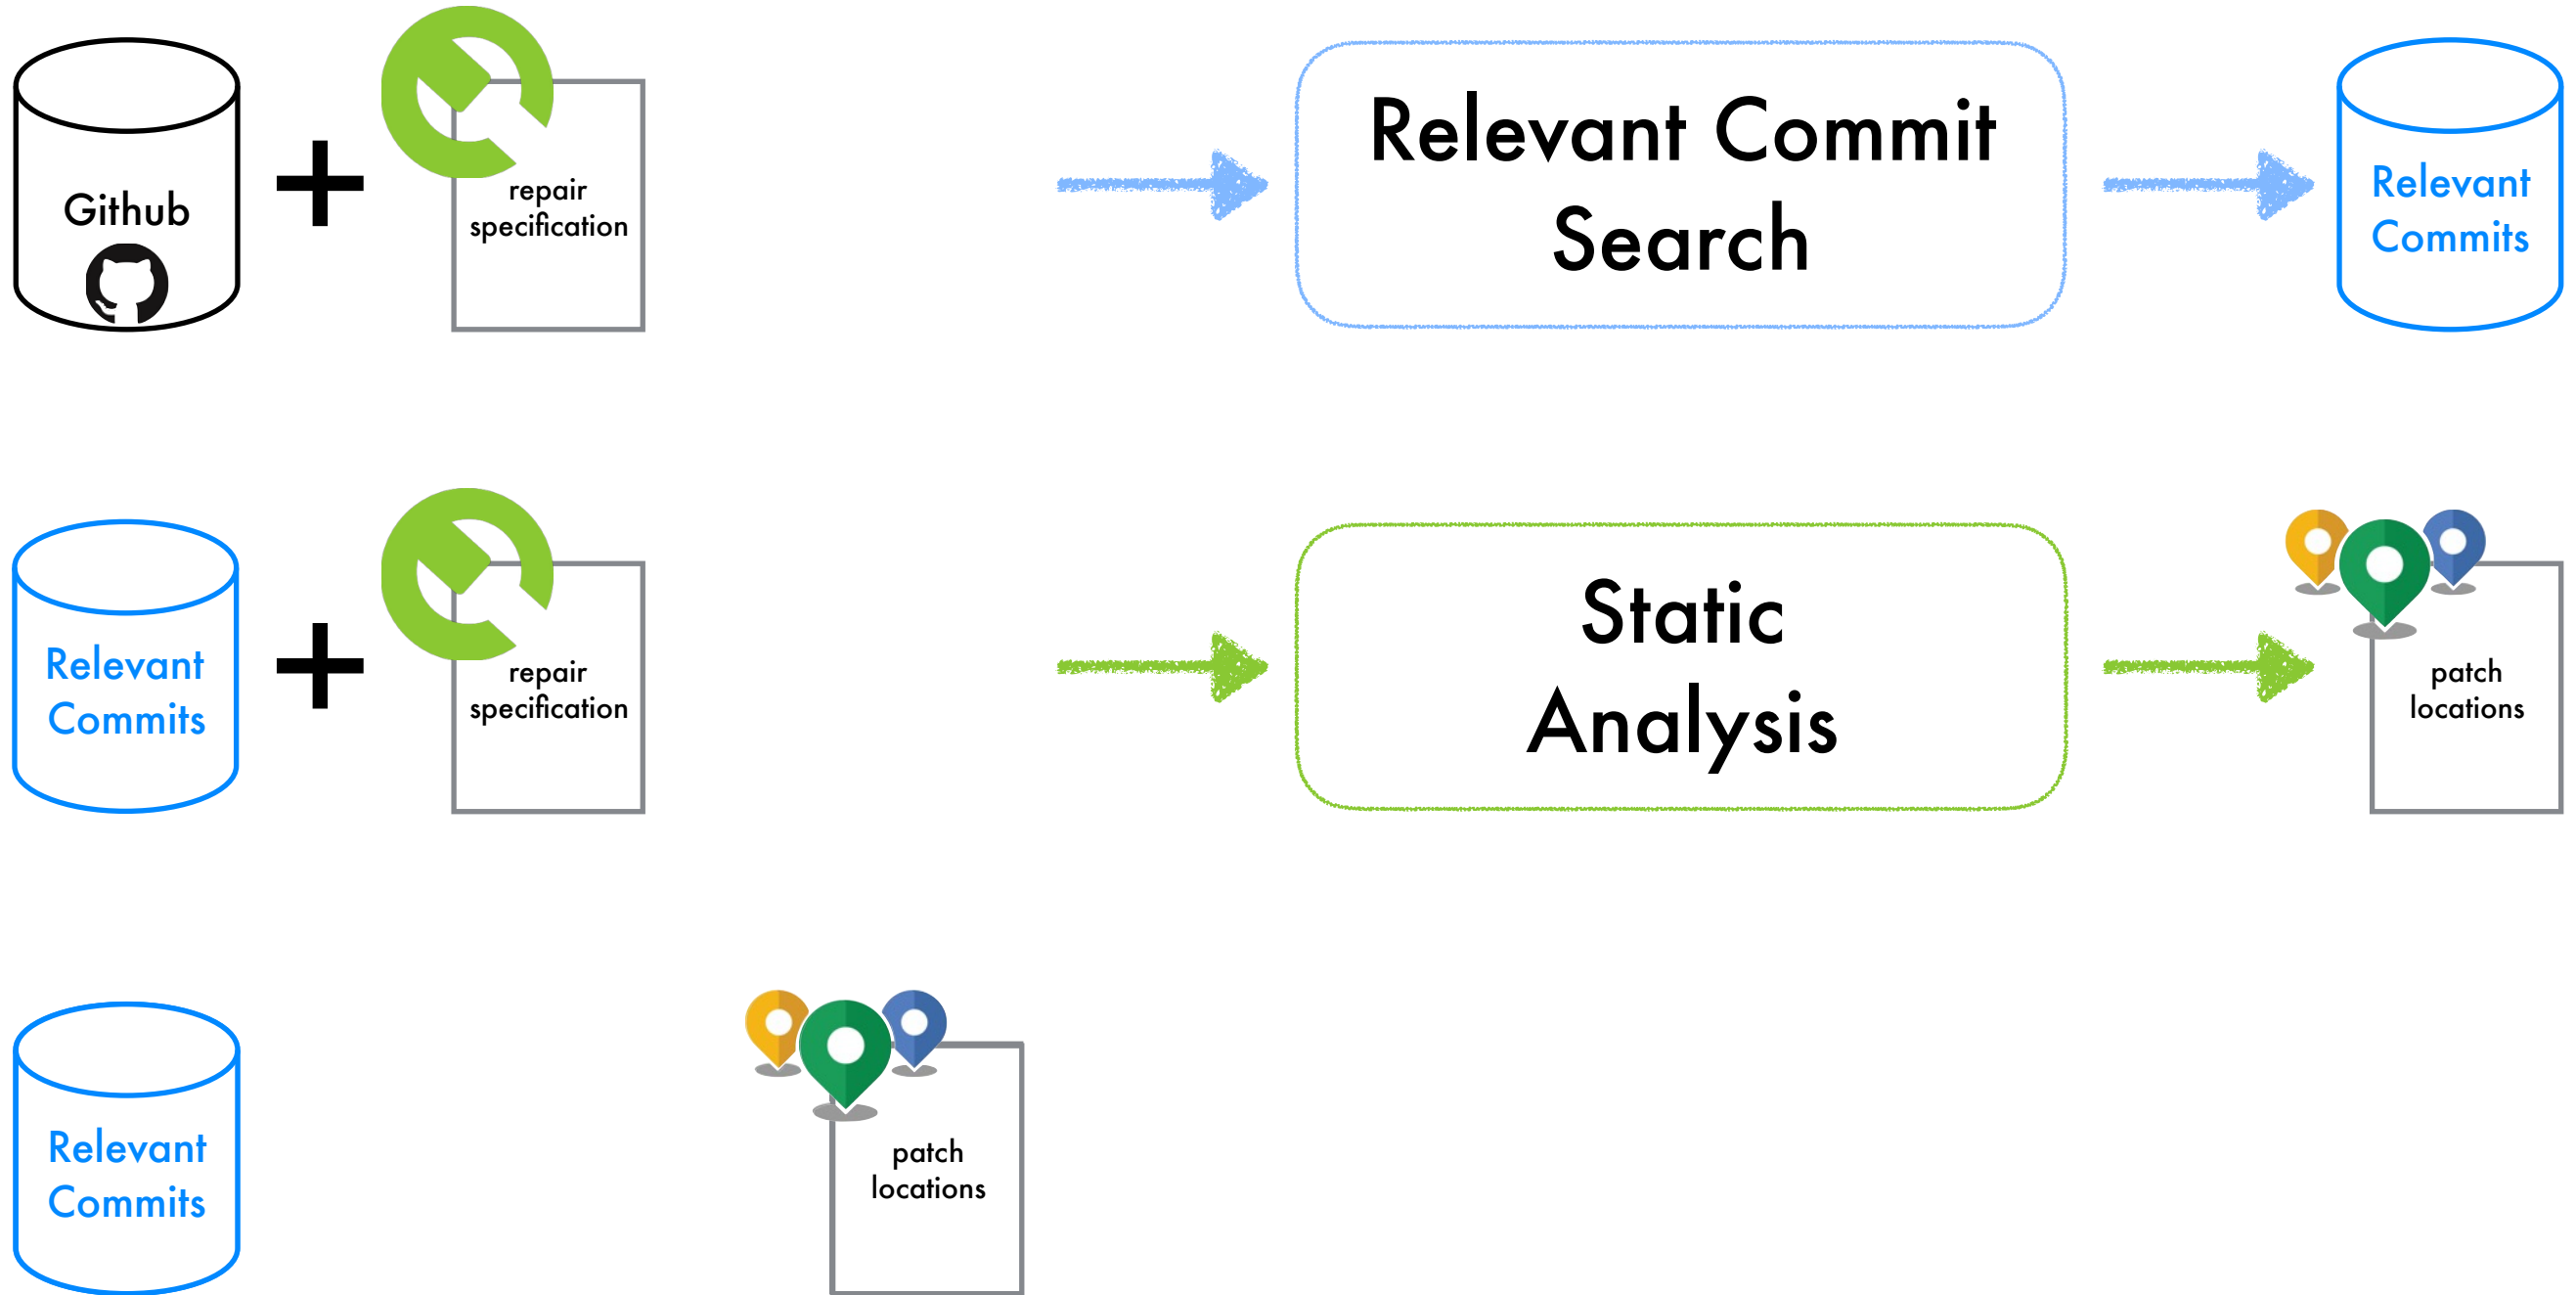 Github
repair
specification
Relevant Commit
Search
Relevant
Commits
Relevant
Commits
repair
specification
Static
Analysis
patch
locations
Relevant
Commits
patch
locations